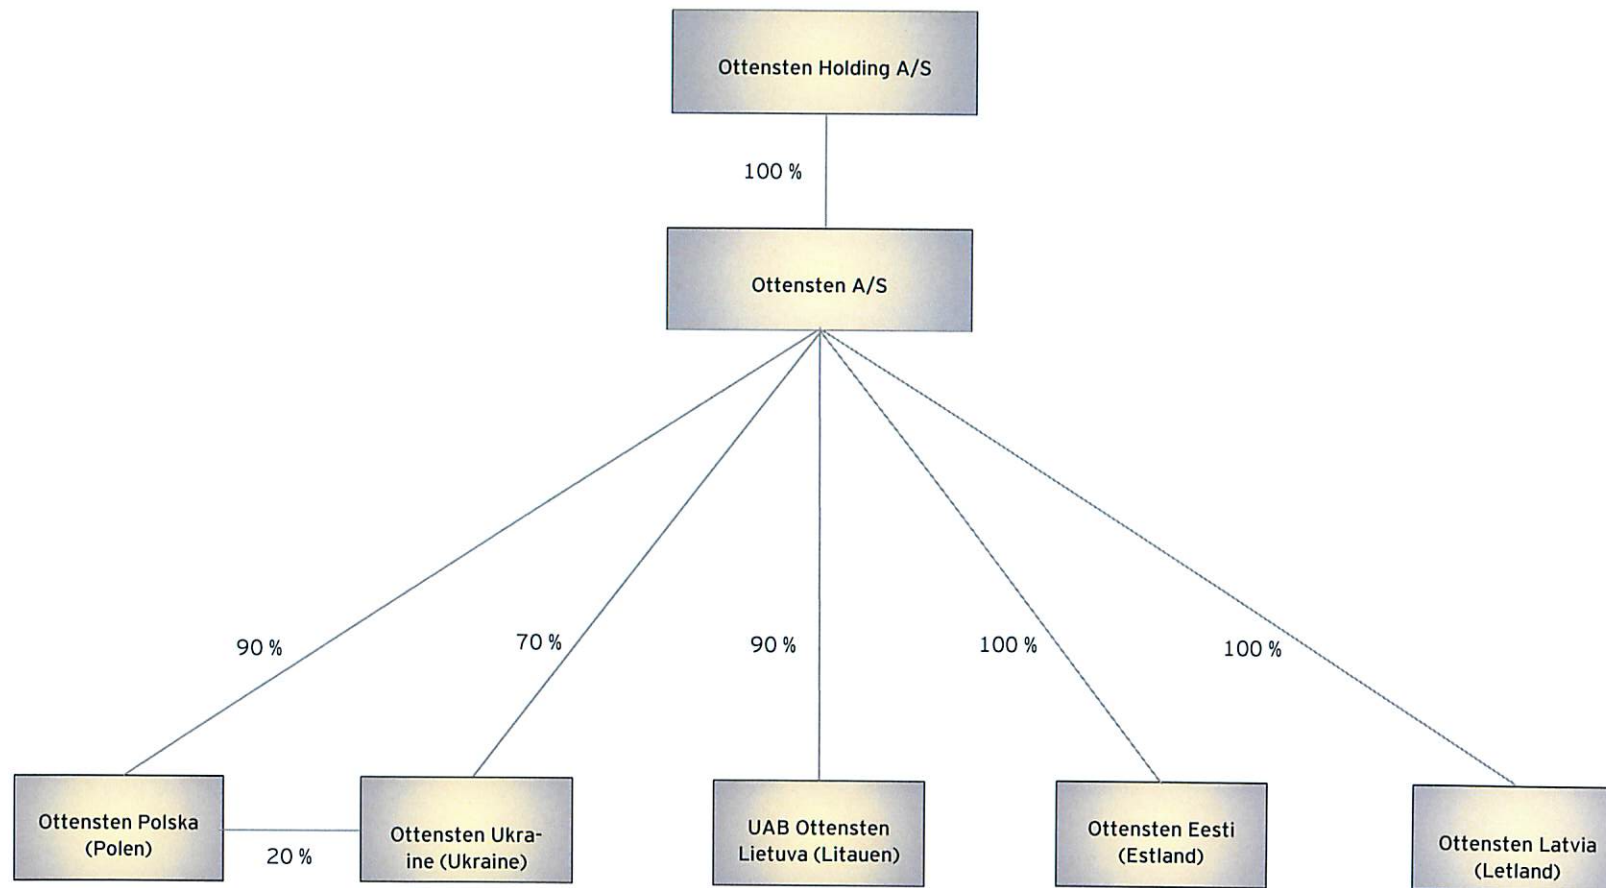 Ottensten Holding A/S
100 %
Ottensten A/S
90 %
70 %
90 %
100 %
100 %
Ottensten Polska
(Polen)
20 %
Ottensten Ukra-
ine (Ukraine)
UAB Ottensten
Lietuva (Litauen)
Ottensten Eesti
(Estland)
Ottensten Latvia
(Letland)